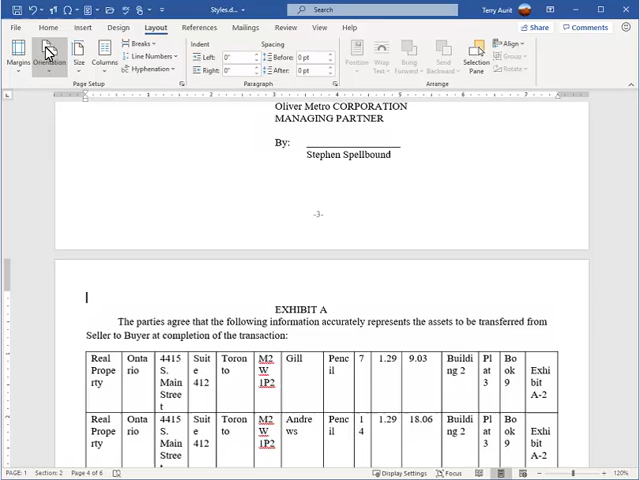 Styles.d...
Search
Terry Aurit
File Home Insert Design Layout References Mailings Review View Help
Share Comments
Margins Orientation Size Columns
Breaks
Line Numbers
Hyphenation
Page Setup
Indent
Left: 0"
Right: 0"
Spacing
Before: 0 pt
After: 0 pt
Paragraph
Position Wrap Text Bring Forward Send Backward Selection Pane
Align
Group
Rotate
Arrange
Oliver Metro CORPORATION
MANAGING PARTNER
By:
Stephen Spellbound
-3-
EXHIBIT A
The parties agree that the following information accurately represents the assets to be transferred from
Seller to Buyer at completion of the transaction:
Real Property Ontario 4415 S. Main Street Suite 412 Toronto M2W 1P2 Gill Pencil 7 1.29 9.03 Building 2 Plat 3 Book 9 Exhibit A-2
Real Property Ontario 4415 S. Main Street Suite 412 Toronto M2W 1P2 Andrews Pencil 14 1.29 18.06 Building 2 Plat 3 Book 9 Exhibit A-2
PAGE: 1 Section: 2 Page 4 of 6
Display Settings Focus 120%